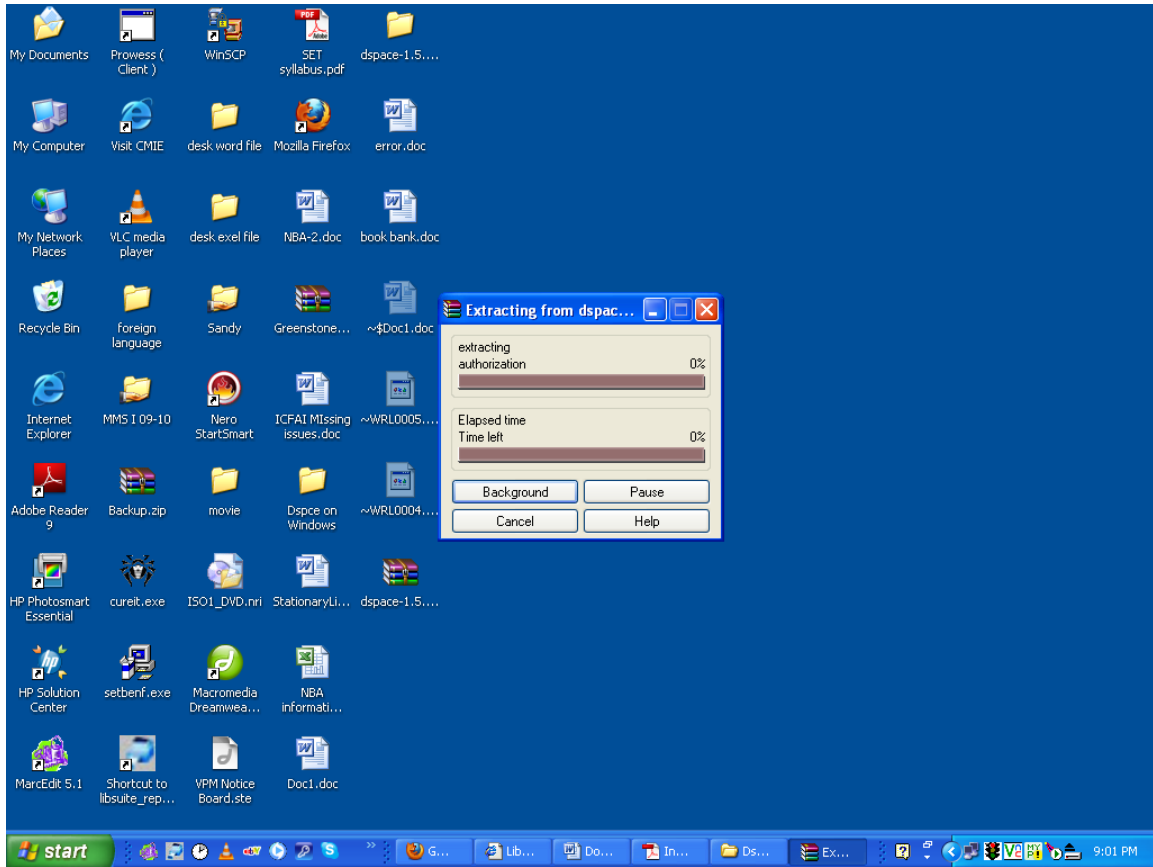 My Documents
Prowess (
Client )
WinSCP
SET
syllabus.pdf
dspace-1.5....
My Computer
Visit CMIE
desk word file
Mozilla Firefox
error.doc
My Network
Places
VLC media
player
desk exel file
NBA-2.doc
book bank.doc
Recycle Bin
foreign
language
Sandy
Greenstone...
~$Doc1.doc
Internet
Explorer
MMS I 09-10
Nero
StartSmart
ICFAI MIssing
issues.doc
~WRL0005....
Adobe Reader
9
Backup.zip
movie
Dspce on
Windows
~WRL0004....
HP Photosmart
Essential
cureit.exe
ISO1_DVD.nri
StationaryLi...
dspace-1.5....
HP Solution
Center
setbenf.exe
Macromedia
Dreamwea...
NBA
informati...
MarcEdit 5.1
Shortcut to
libsuite_rep...
VPM Notice
Board.ste
Doc1.doc
Extracting from dspac...
extracting
authorization 0%
Elapsed time
Time left 0%
Background Pause
Cancel Help
start G... Lib... Do... In... Ds... Ex... 9:01 PM